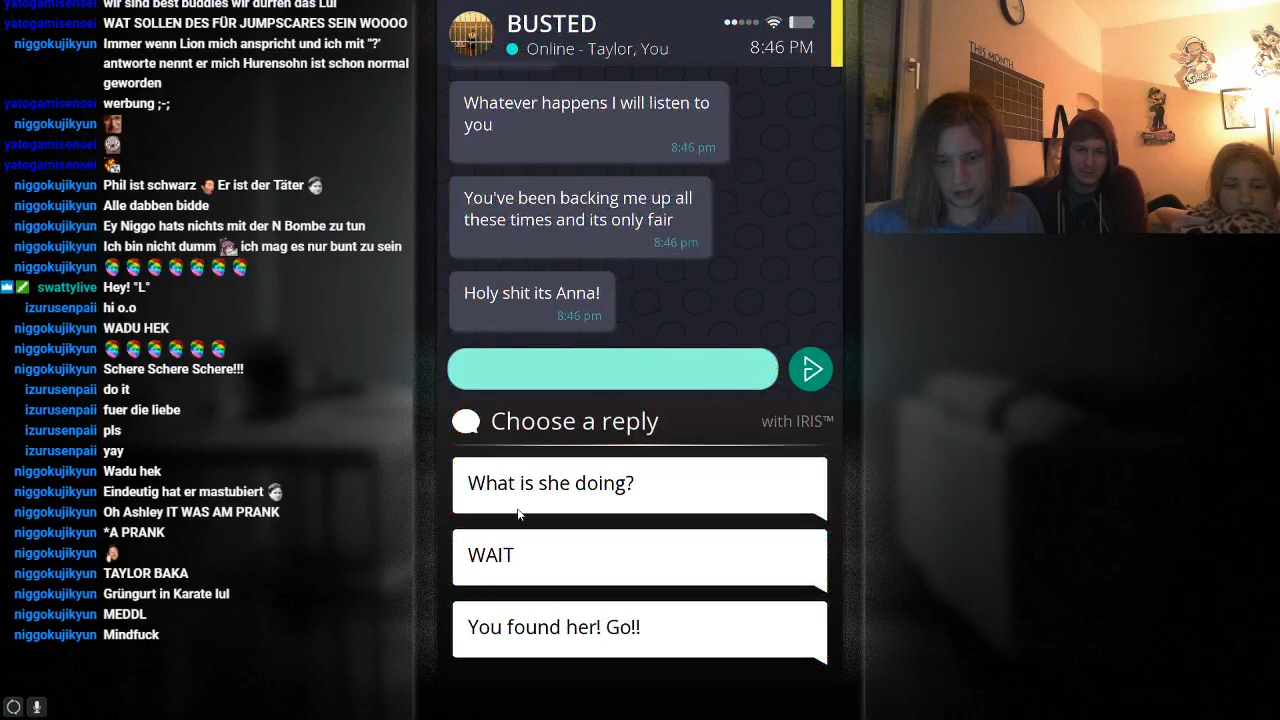 wir sind best buddies wir dürfen das Lul
yatogamisensei WAT SOLLEN DES FÜR JUMPSCARES SEIN WOOOO
niggokujikyun Immer wenn Lion mich anspricht und ich mit "?"
antworte nennt er mich Hurensohn ist schon normal
geworden
yatogamisensei werbung ;-;
niggokujikyun
yatogamisensei
yatogamisensei
niggokujikyun Phil ist schwarz Er ist der Täter
niggokujikyun Alle dabben bidde
niggokujikyun Ey Niggo hats nichts mit der N Bombe zu tun
niggokujikyun Ich bin nicht dumm ich mag es nur bunt zu sein
niggokujikyun
swattylive Hey! °L°
izurusenpaii hi o.o
niggokujikyun WADU HEK
niggokujikyun
niggokujikyun Schere Schere Schere!!!
izurusenpaii do it
izurusenpaii fuer die liebe
izurusenpaii pls
izurusenpaii yay
niggokujikyun Wadu hek
niggokujikyun Eindeutig hat er mastubiert
niggokujikyun Oh Ashley IT WAS AM PRANK
niggokujikyun *A PRANK
niggokujikyun
niggokujikyun TAYLOR BAKA
niggokujikyun Grüngurt in Karate lul
niggokujikyun MEDDL
niggokujikyun Mindfuck
BUSTED
Online - Taylor, You
8:46 PM
Whatever happens I will listen to
you
8:46 pm
You've been backing me up all
these times and its only fair
8:46 pm
Holy shit its Anna!
8:46 pm
Choose a reply
with IRIS™
What is she doing?
WAIT
You found her! Go!!
THIS MONTH